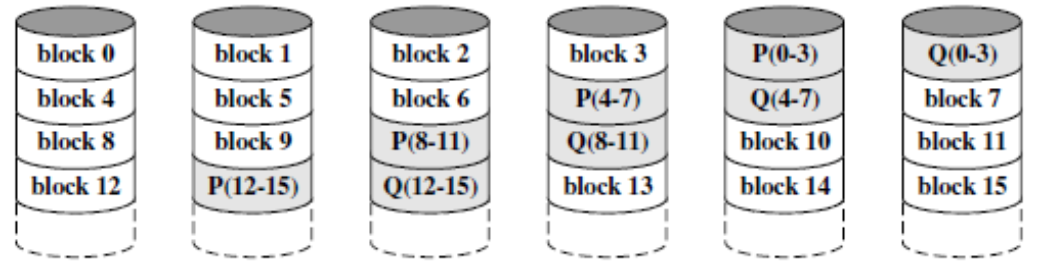 block 0 block 1 block 2 block 3 P(0-3) Q(0-3)
block 4 block 5 block 6 P(4-7) Q(4-7) block 7
block 8 block 9 P(8-11) Q(8-11) block 10 block 11
block 12 P(12-15) Q(12-15) block 13 block 14 block 15